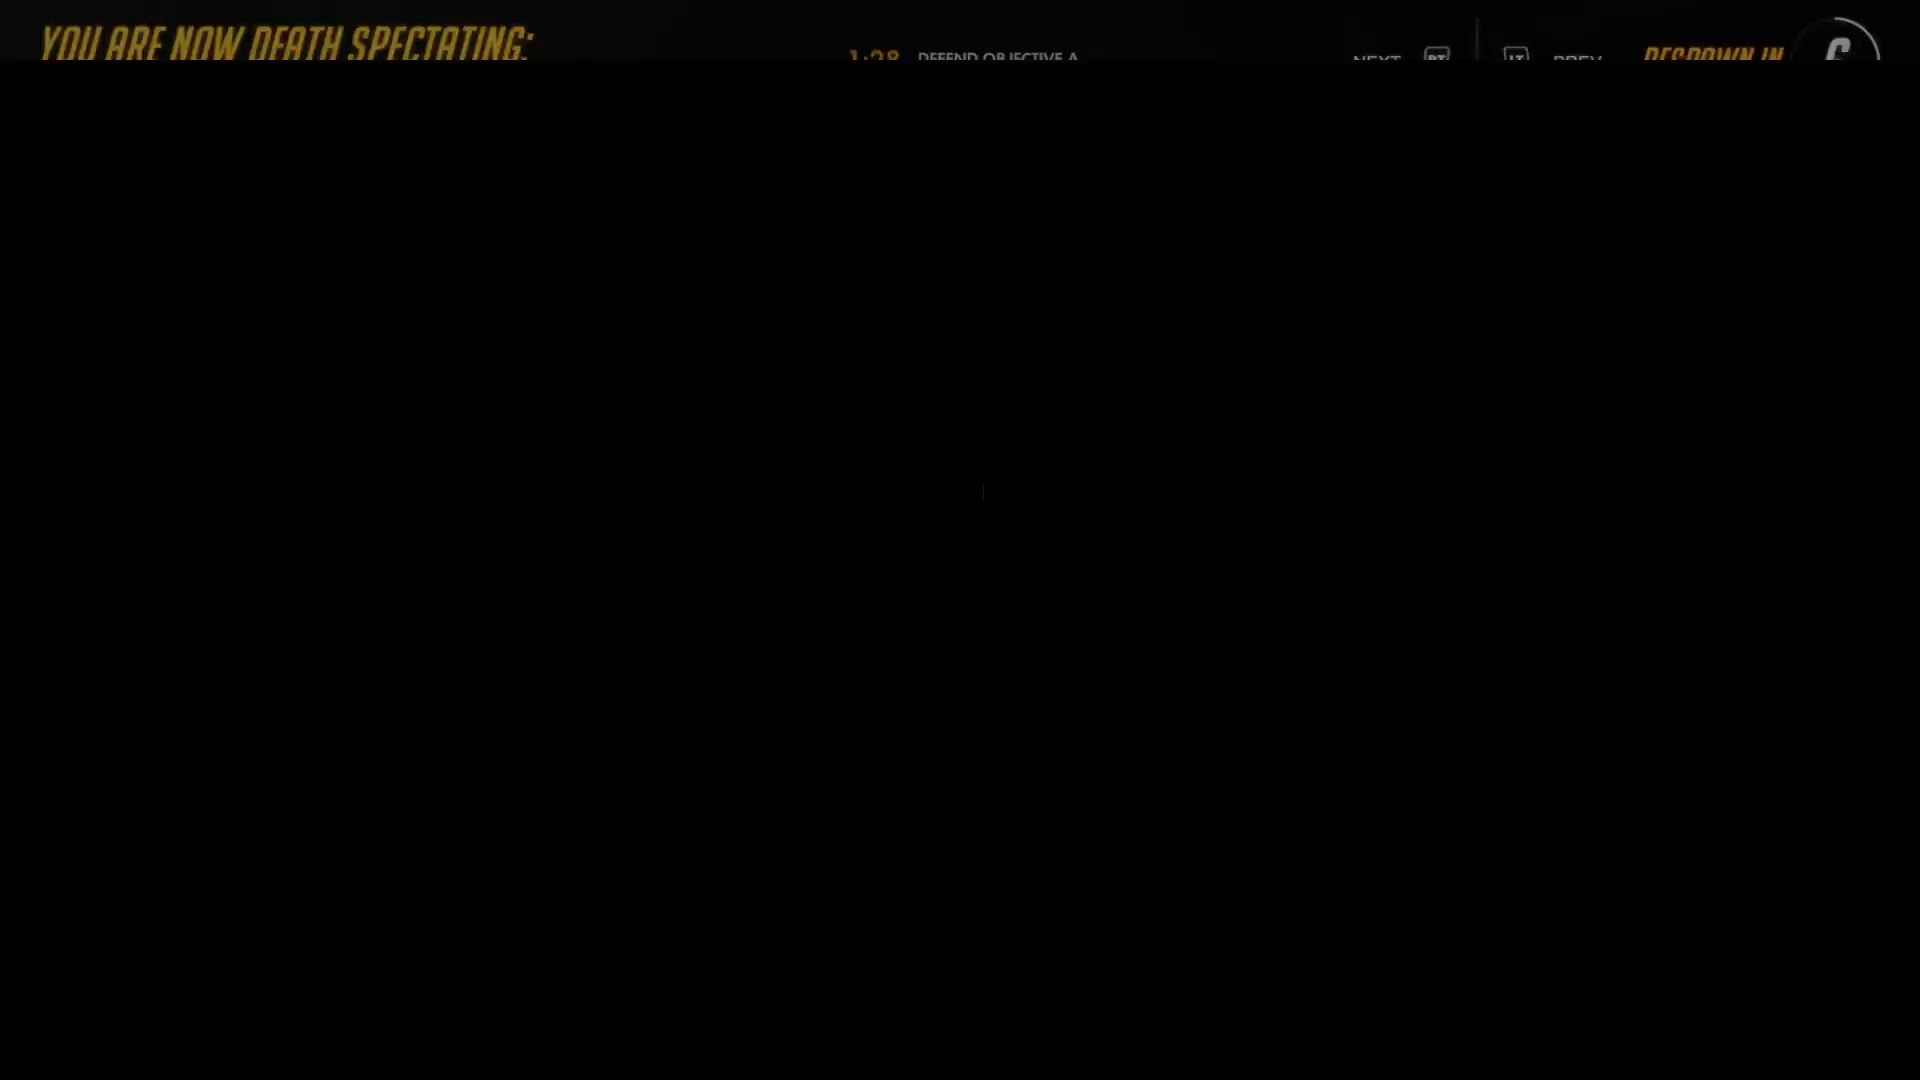 YOU ARE NOW DEATH SPECTATING:
1:28 DEFEND OBJECTIVE A
NEXT RT LT PREV
RESPAWN IN 6